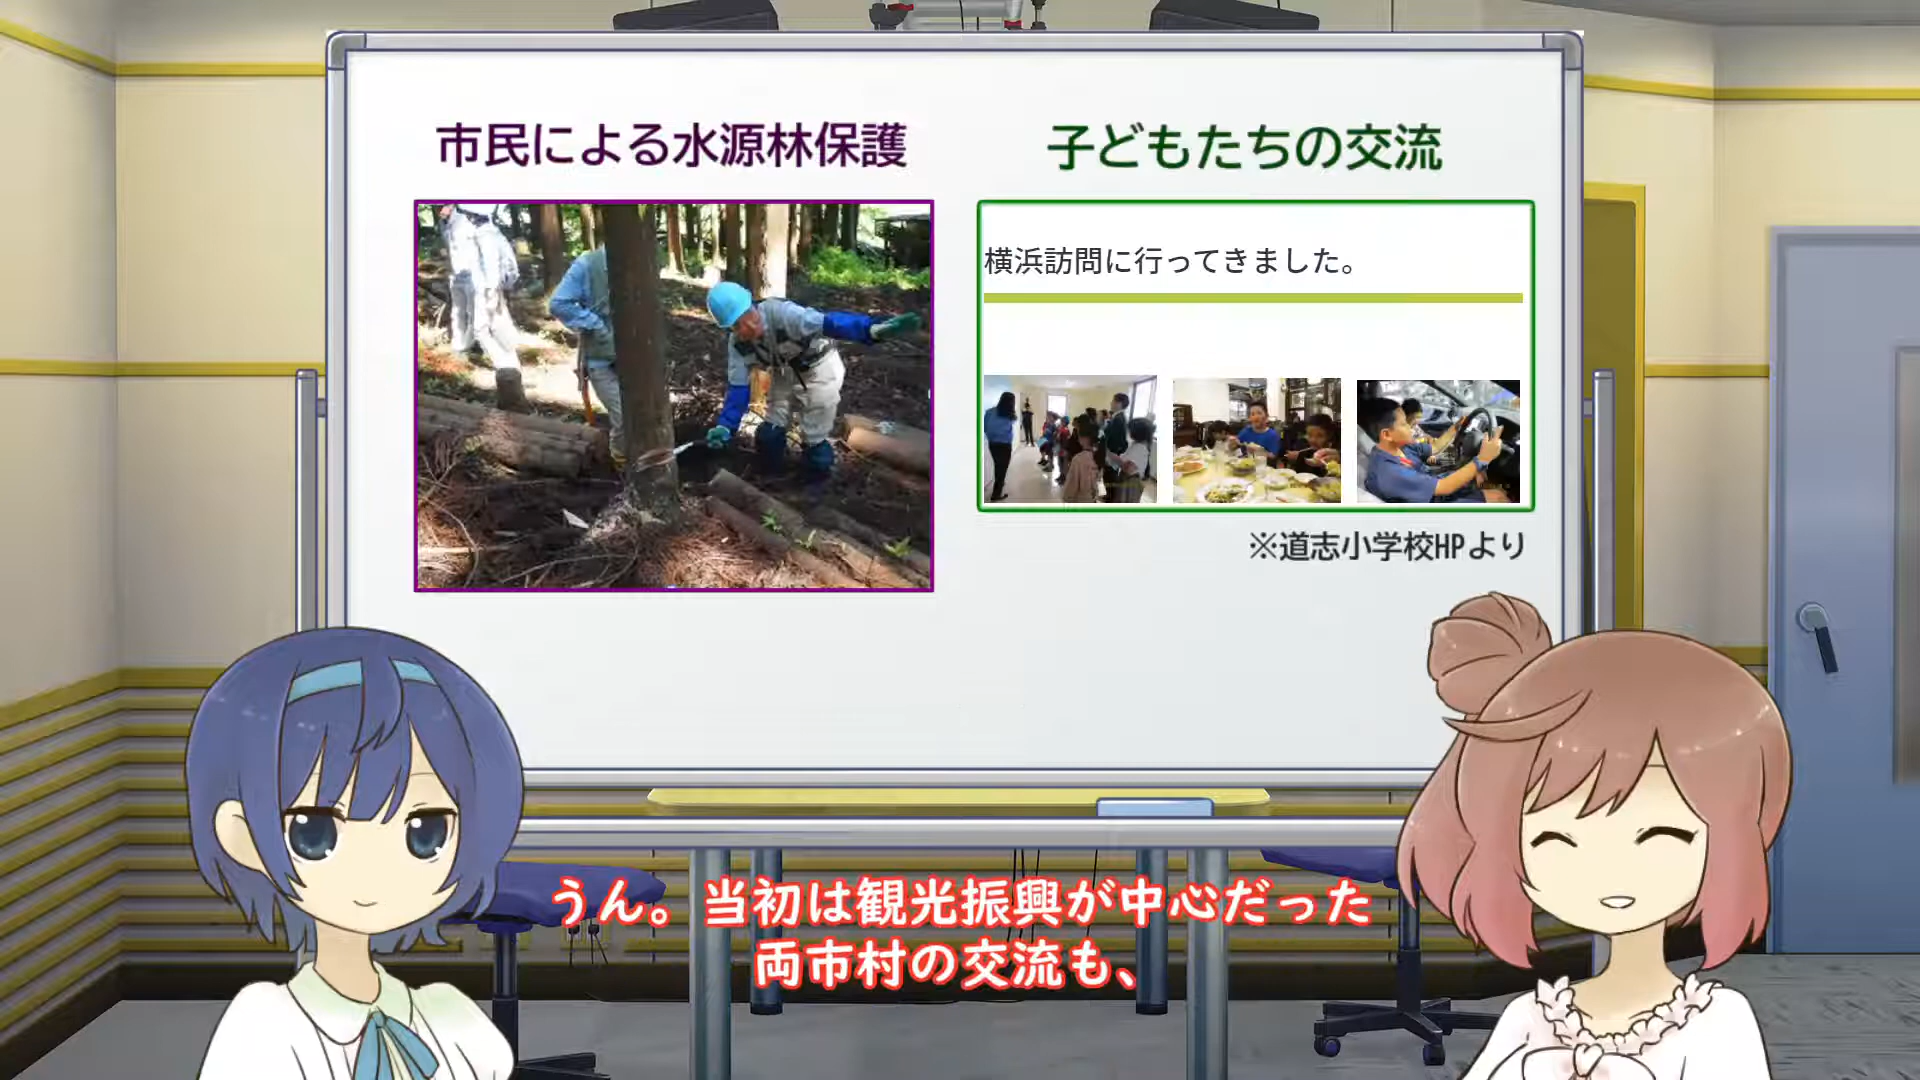 市民による水源林保護
子どもたちの交流
横浜訪問に行ってきました。
※道志小学校HPより
うん。当初は観光振興が中心だった
両市村の交流も、